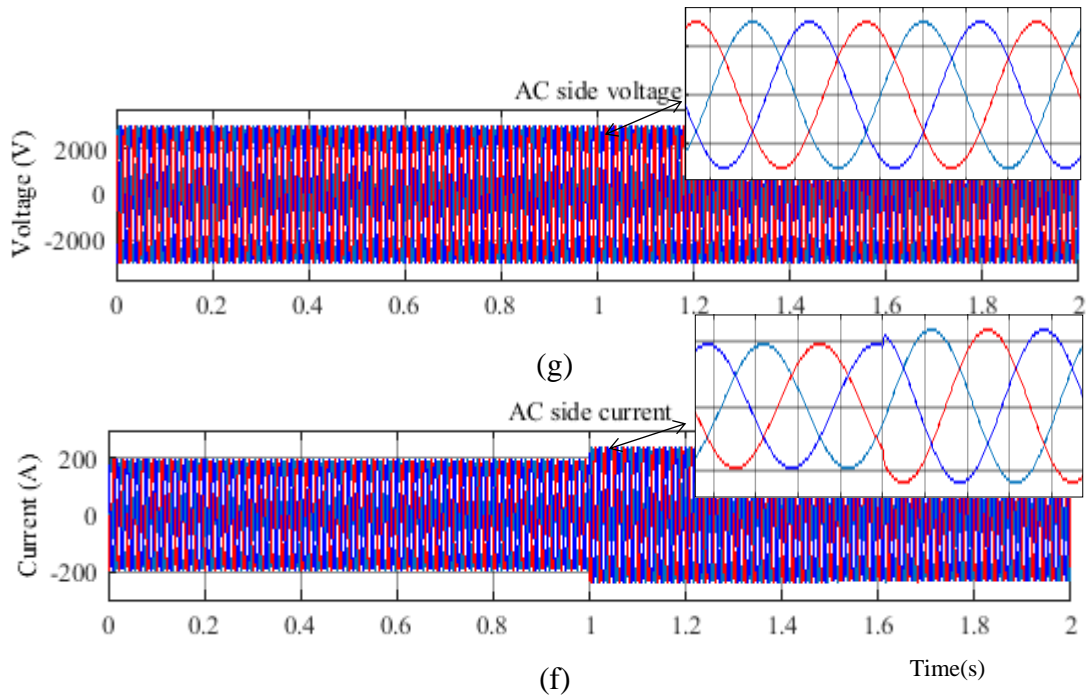 AC side voltage
Voltage (V)
2000
0
-2000
0 0.2 0.4 0.6 0.8 1 1.2 1.4 1.6 1.8 2
(g)
AC side current
Current (A)
200
0
-200
0 0.2 0.4 0.6 0.8 1 1.2 1.4 1.6 1.8 2
Time(s)
(f)